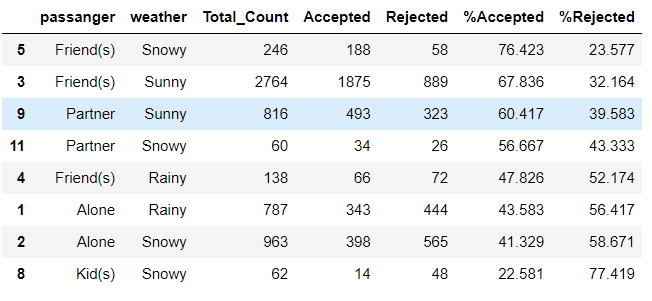 passanger weather Total_Count Accepted Rejected %Accepted %Rejected
5 Friend(s) Snowy 246 188 58 76.423 23.577
3 Friend(s) Sunny 2764 1875 889 67.836 32.164
9 Partner Sunny 816 493 323 60.417 39.583
11 Partner Snowy 60 34 26 56.667 43.333
4 Friend(s) Rainy 138 66 72 47.826 52.174
1 Alone Rainy 787 343 444 43.583 56.417
2 Alone Snowy 963 398 565 41.329 58.671
8 Kid(s) Snowy 62 14 48 22.581 77.419